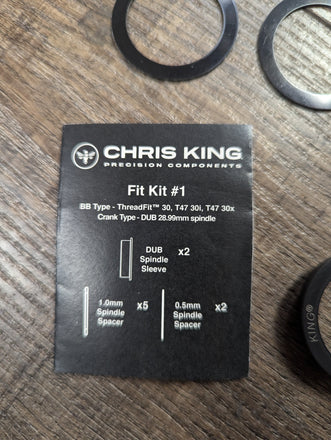 CHRIS KING
PRECISION COMPONENTS
Fit Kit #1
BB Type - ThreadFit™ 30, T47 30i, T47 30x
Crank Type - DUB 28.99mm spindle
DUB
Spindle
Sleeve
x2
1.0mm
Spindle
Spacer
x5
0.5mm
Spindle
Spacer
x2
KING®